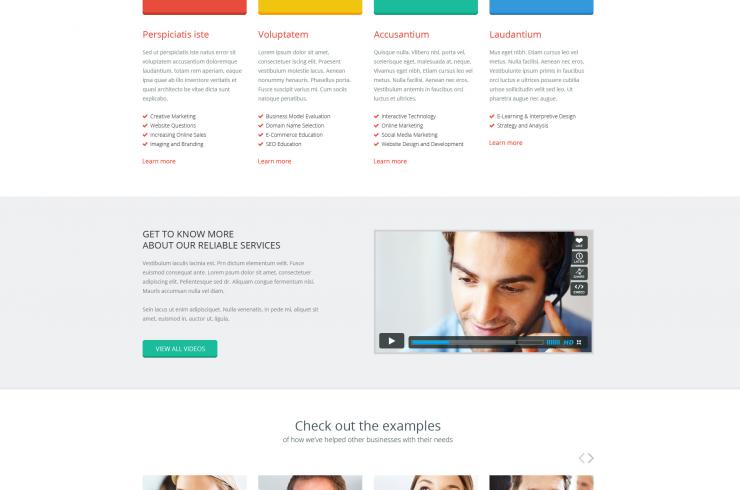 Perspiciatis iste
Sed ut perspiciatis iste natus error sit
voluptatem accusantium doloremque
laudantium, totam rem aperiam, eaque
ipsa quae ab illo inventore veritatis et
quasi architecto be vitae dicta sunt
explicabo.
Creative Marketing
Website Questions
Increasing Online Sales
Imaging and Branding
Learn more
Voluptatem
Lorem ipsum dolor sit amet,
consectetuer iscing elit. Praesent
vestibulum molestie lacus. Aenean
nonummy henauris. Phasellus porta.
Fusce suscipit varius mi. Cum sociis
natoque penatibus.
Business Model Evaluation
Domain Name Selection
E-Commerce Education
SEO Education
Learn more
Accusantium
Quisque nulla. Vlibero nisl, porta vel,
scelerisque eget, malesuada at, neque.
Vivamus eget nibh. Etiam cursus leo vel
metus. Nulla facilisi. Aenean nec eros.
Vestibulum antesim in faucibus orci
luctus et ultrices.
Interactive Technology
Online Marketing
Social Media Marketing
Website Design and Development
Learn more
Laudantium
Mus eget nibh. Etiam cursus leo vel
metus. Nulla facilisi. Aenean nec eros.
Vestibulunte ipsum primis in faucibus
orci luctus e ultrices posuere cubilia
urnse sollicitudin velit sed leo. Ut
pharetra augue nec augue.
E-Learning & Interpretive Design
Strategy and Analysis
Learn more
GET TO KNOW MORE
ABOUT OUR RELIABLE SERVICES
Vestibulum iaculis lacinia est. Prn dictum elementum velit. Fusce
euismod consequat ante. Lorem psum dolor sit amet, consectetuer
adipiscing elit. Pellentesque sed dr. Aliquam congue fermentum nisl.
Mauris accumsan nulla vel diam.
Sein lacus ut enim adipiscisquet. Nulla venenatis. In pede mi, aliquet sit
amet, euismod in, auctor ut, ligula.
VIEW ALL VIDEOS
LIKE
LATER
SHARE
EMBED
HD
Check out the examples
of how we've helped other businesses with their needs